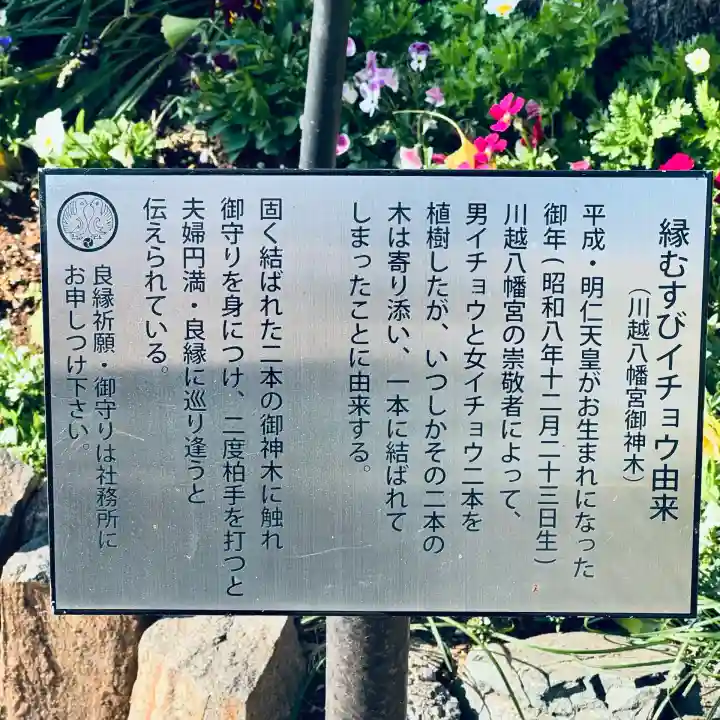 縁むすびイチョウ由来
(川越八幡宮御神木)
平成・明仁天皇がお生まれになった
御年(昭和八年十二月二十三日生)
川越八幡宮の崇敬者によって、
男イチョウと女イチョウ二本を
植樹したが、いつしかその二本の
木は寄り添い、一本に結ばれて
しまったことに由来する。
固く結ばれた二本の御神木に触れ
御守りを身につけ、二度柏手を打つと
夫婦円満・良縁に巡り逢うと
伝えられている。
良縁祈願・御守りは社務所に
お申しつけ下さい。